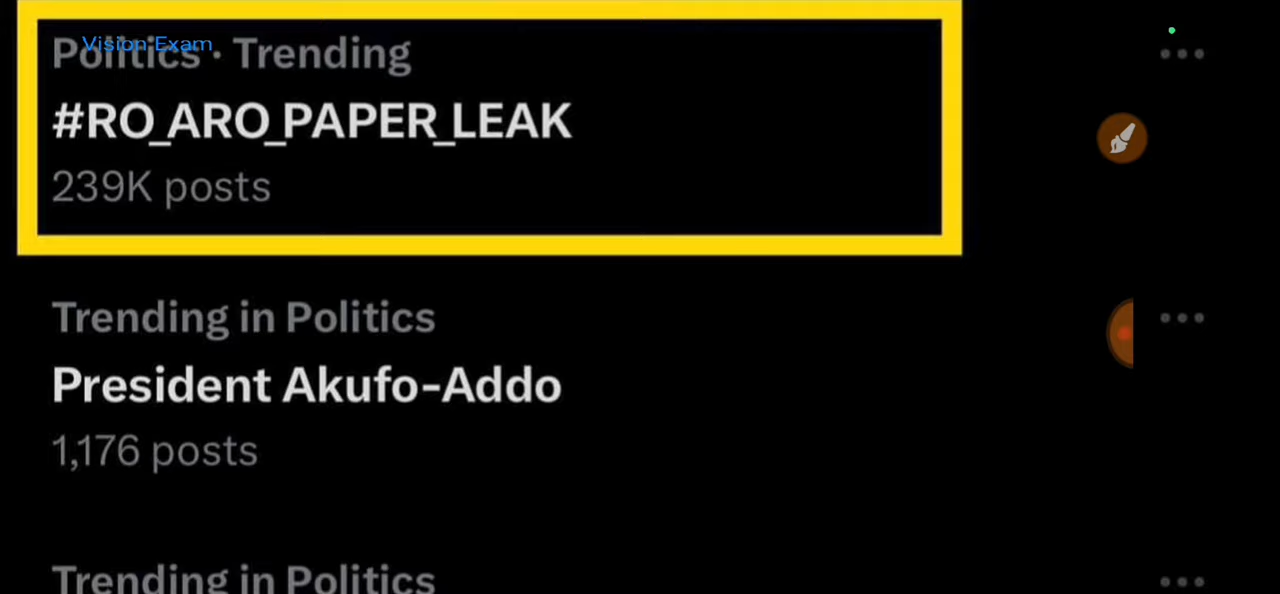 Vision Exam
Politics · Trending
#RO_ARO_PAPER_LEAK
239K posts
Trending in Politics
President Akufo-Addo
1,176 posts
Trending in Politics